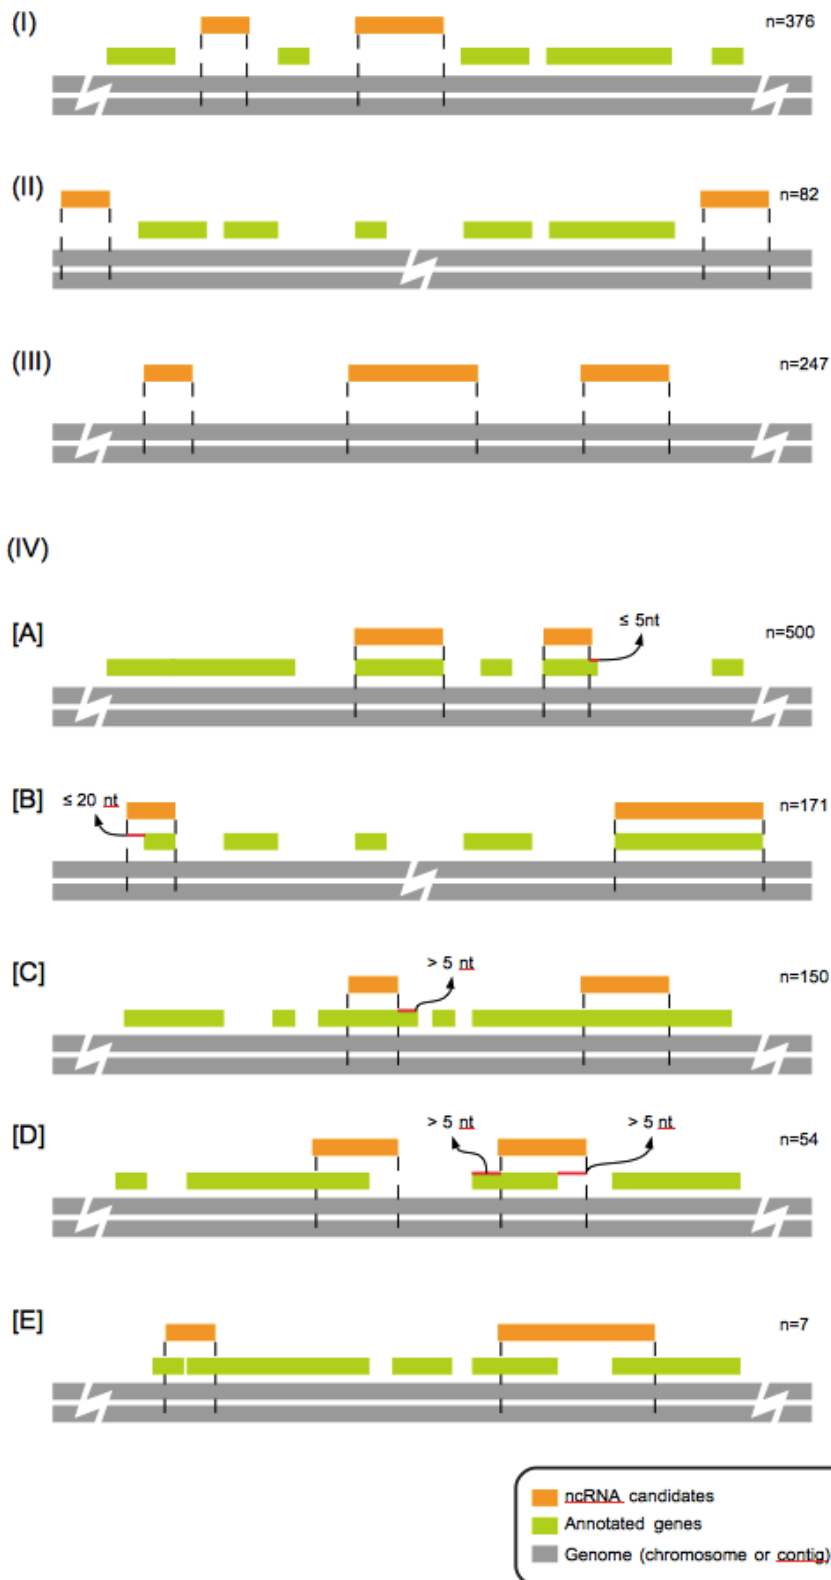 (I) n=376
(II) n=82
(III) n=247
(IV)
[A] ≤ 5nt n=500
[B] ≤ 20 nt n=171
[C] > 5 nt n=150
[D] > 5 nt > 5 nt n=54
[E] n=7
ncRNA candidates
Annotated genes
Genome (chromosome or contig)